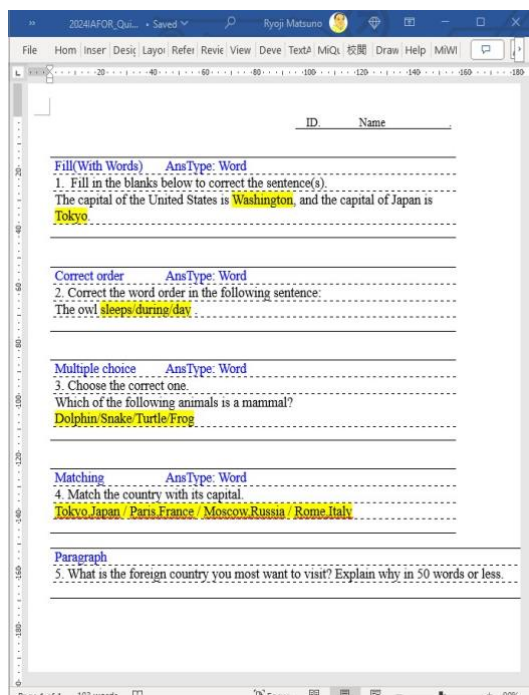 2024IAFOR_Qui... • Saved
Ryoji Matsuno
File Hom Inser Desig Layou Refer Revie View Deve TextA MiQu 校閲 Draw Help MiWI
ID. Name .
Fill(With Words) AnsType: Word
1. Fill in the blanks below to correct the sentence(s).
The capital of the United States is Washington, and the capital of Japan is
Tokyo.
Correct order AnsType: Word
2. Correct the word order in the following sentence:
The owl sleeps/during/day .
Multiple choice AnsType: Word
3. Choose the correct one.
Which of the following animals is a mammal?
Dolphin/Snake/Turtle/Frog
Matching AnsType: Word
4. Match the country with its capital.
Tokyo.Japan / Paris.France / Moscow.Russia / Rome.Italy
Paragraph
5. What is the foreign country you most want to visit? Explain why in 50 words or less.